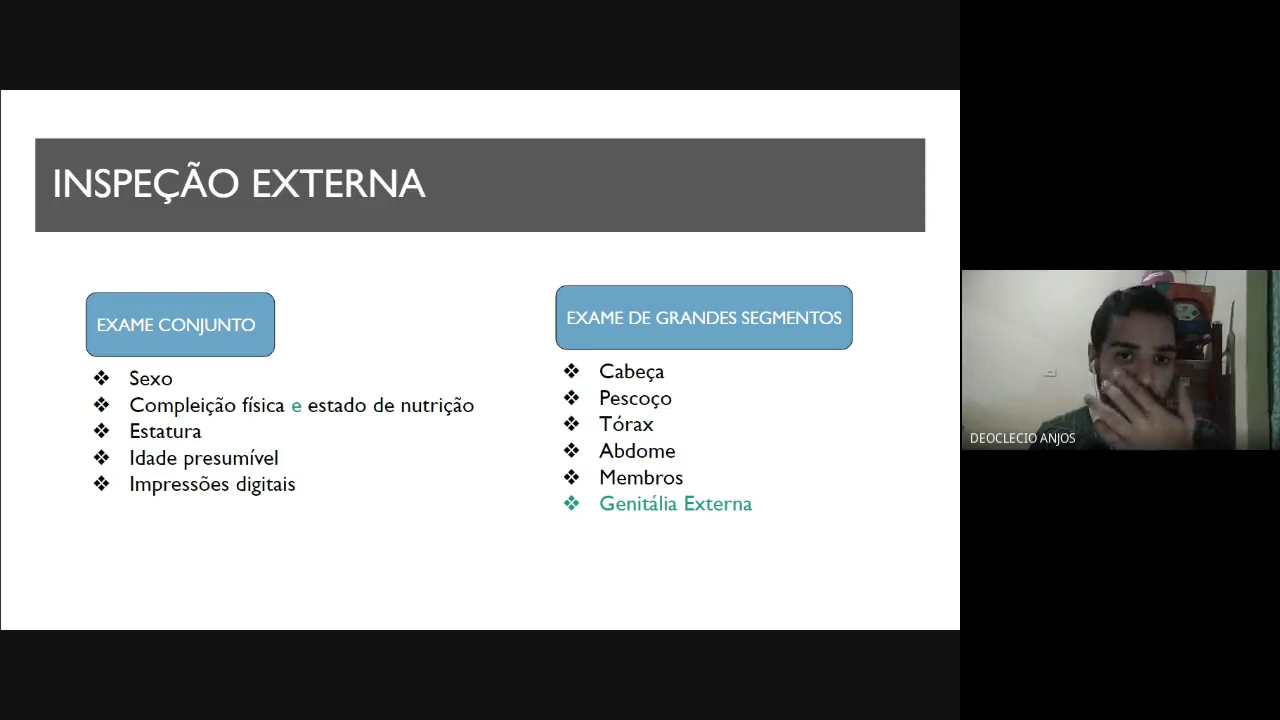 INSPEÇÃO EXTERNA
EXAME CONJUNTO
❖ Sexo
❖ Compleição física e estado de nutrição
❖ Estatura
❖ Idade presumível
❖ Impressões digitais
EXAME DE GRANDES SEGMENTOS
❖ Cabeça
❖ Pescoço
❖ Tórax
❖ Abdome
❖ Membros
❖ Genitália Externa
DEOCLECIO ANJOS